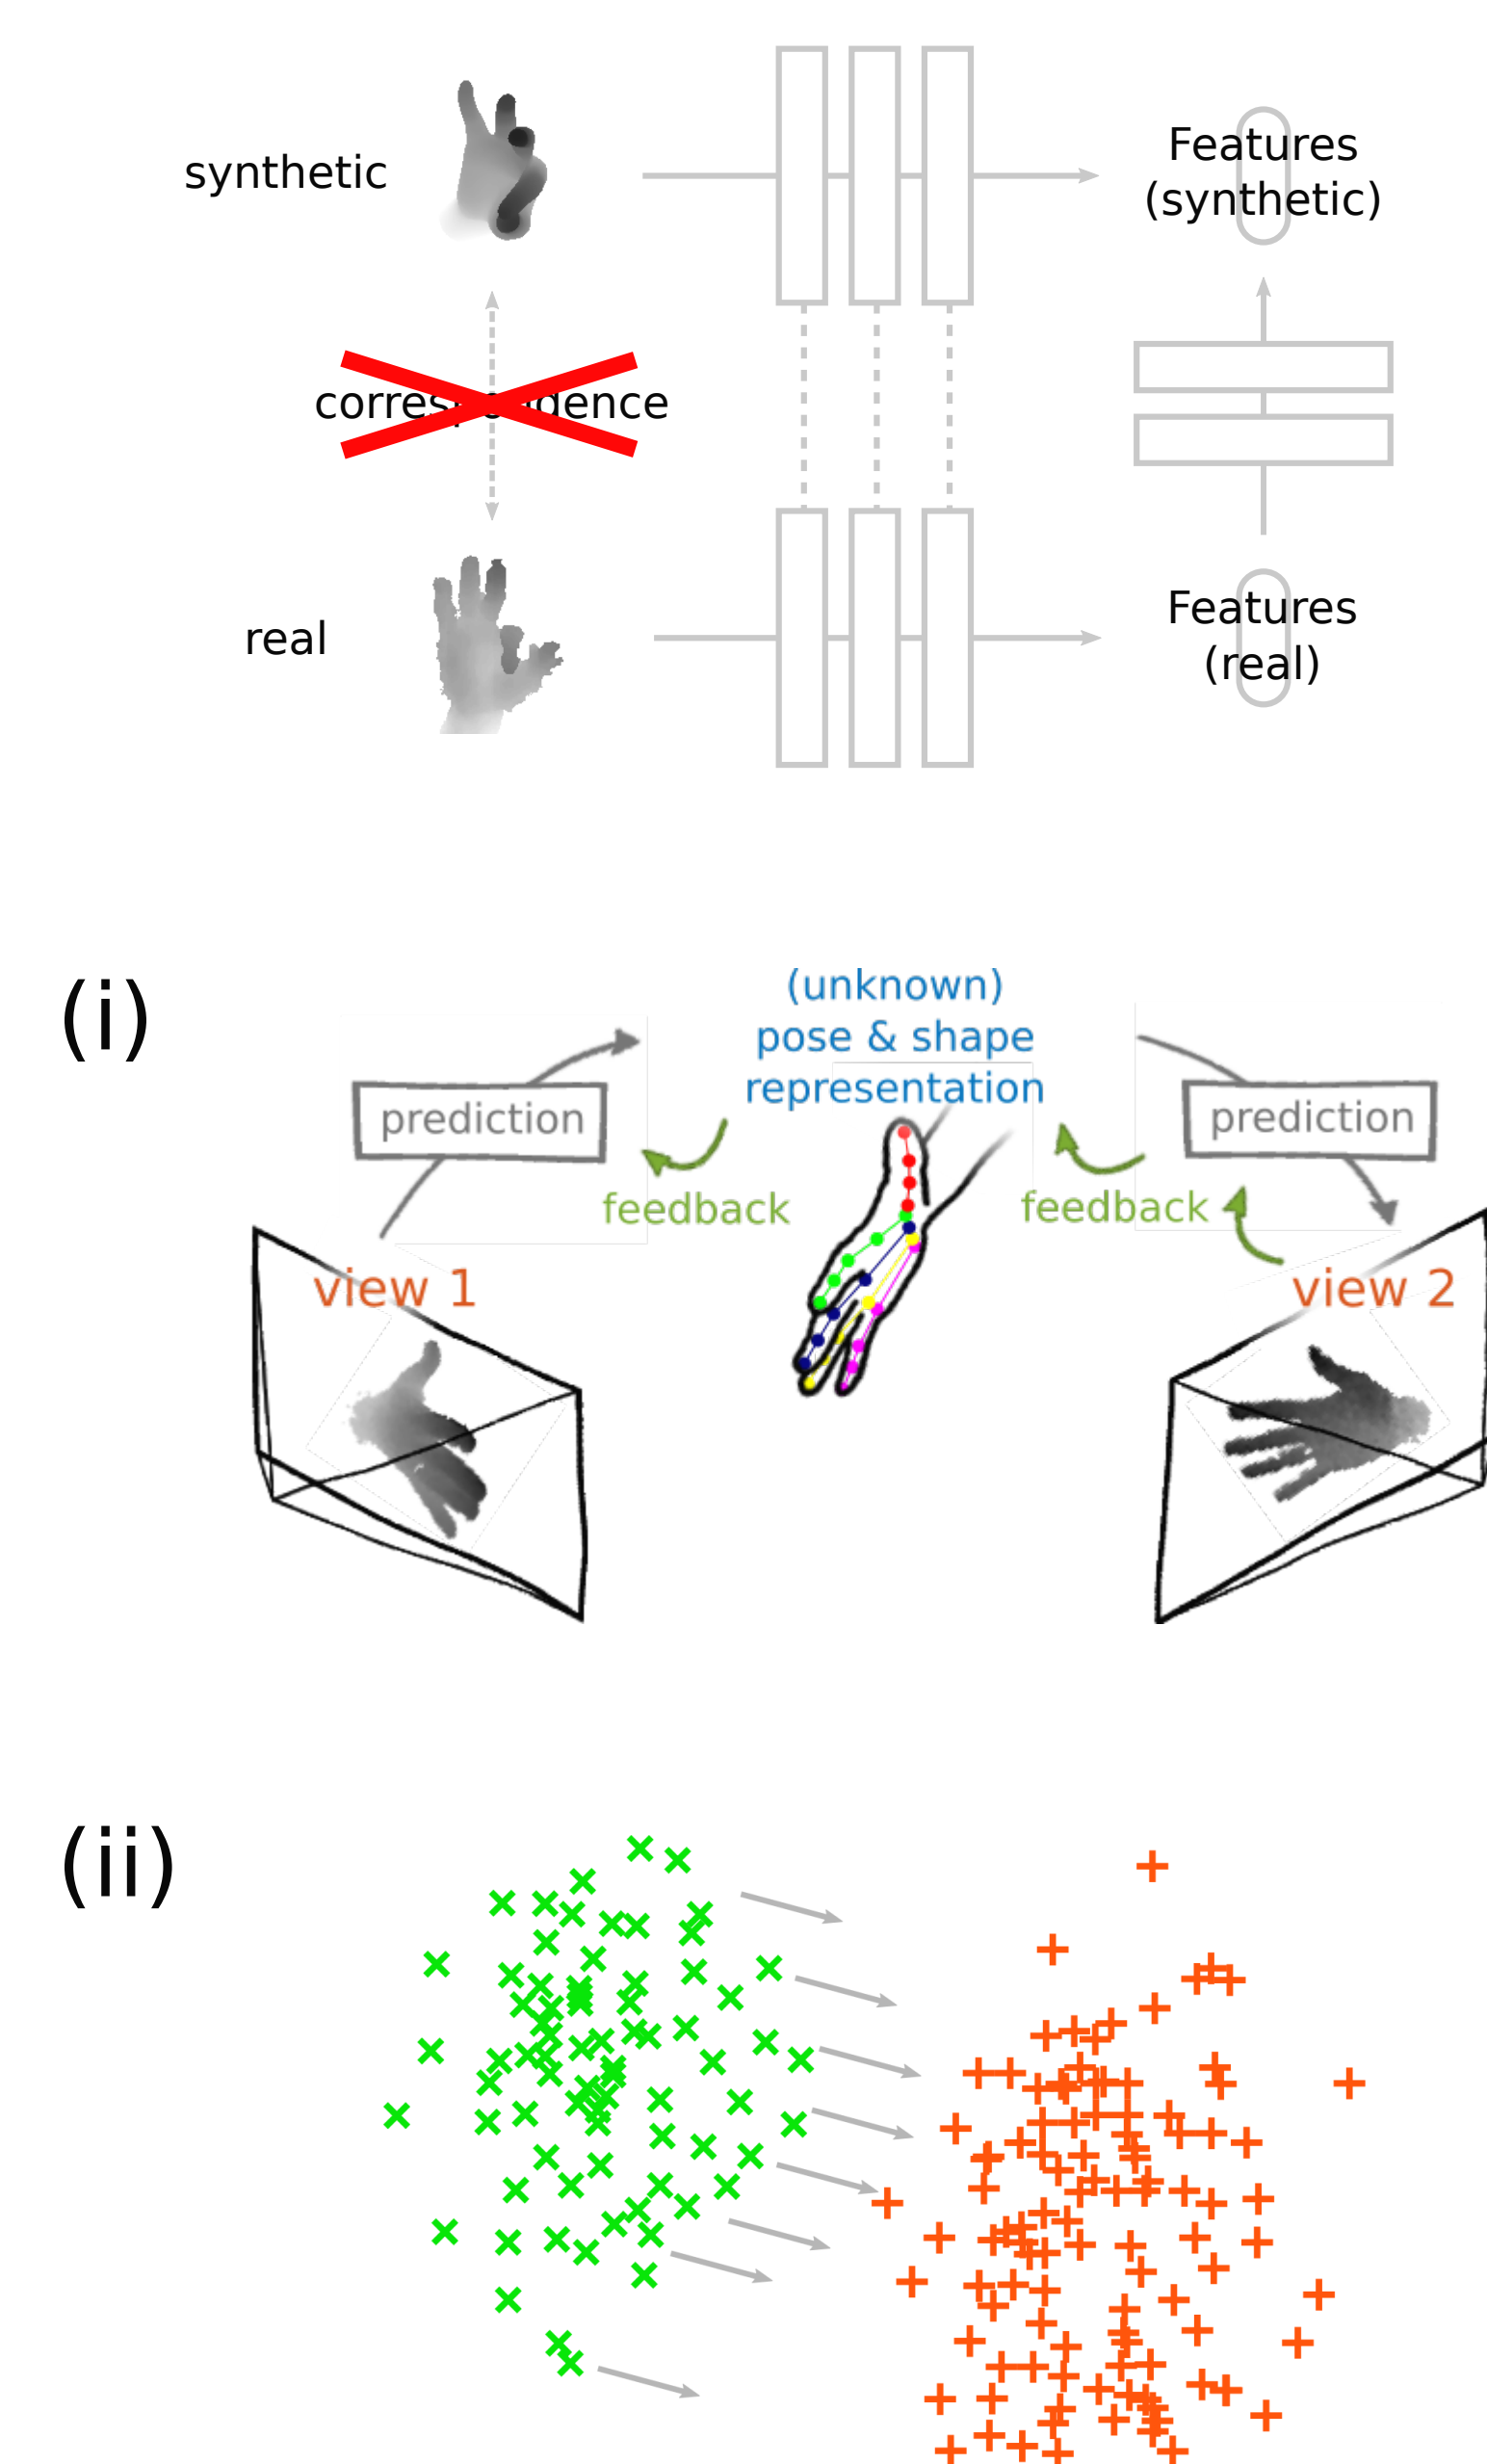 synthetic
Features
(synthetic)
correspondence
real
Features
(real)
(i)
(unknown)
pose & shape
representation
prediction
prediction
feedback
feedback
view 1
view 2
(ii)